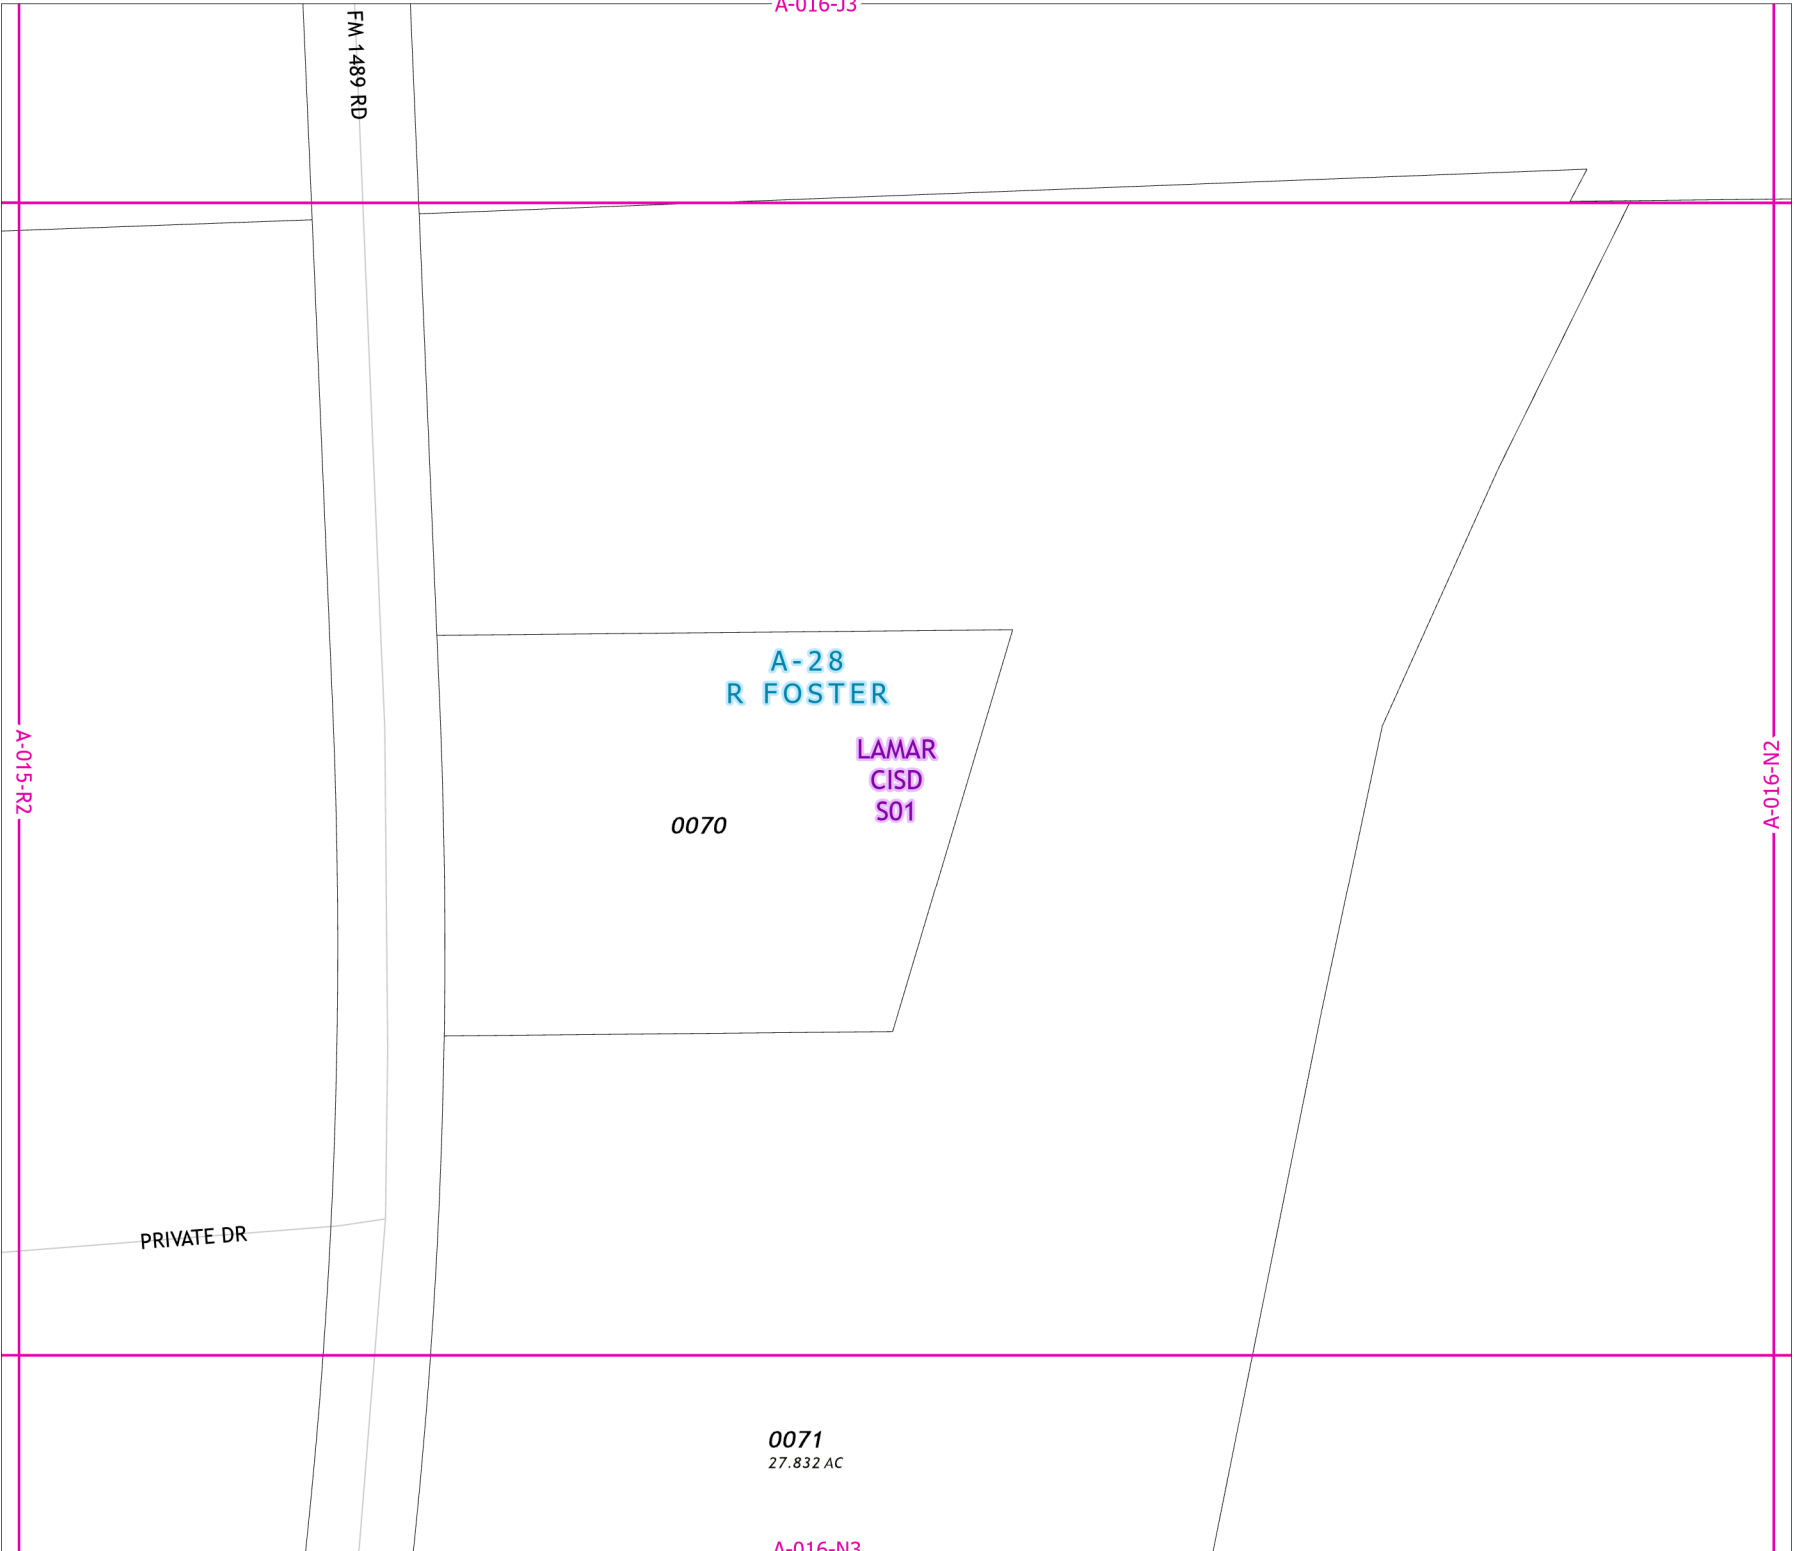 A-016-J3
FM 1489 RD
A-28
R FOSTER
LAMAR
CISD
S01
A-015-R2
A-016-N2
0070
PRIVATE DR
0071
27.832 AC
A-016-N3